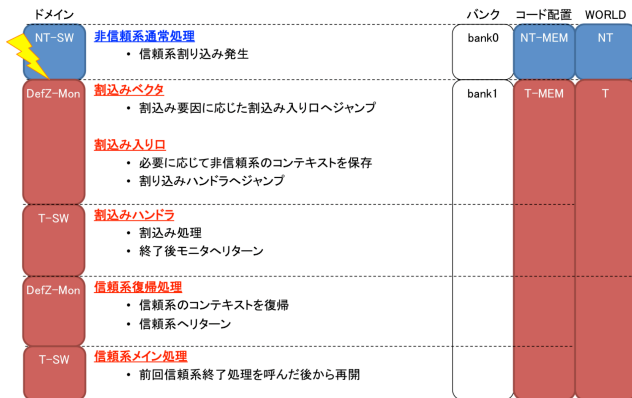 ドメイン バンク コード配置 WORLD
NT-SW 非信頼系通常処理 bank0 NT-MEM NT
• 信頼系割り込み発生
DefZ-Mon 割込みベクタ bank1 T-MEM T
• 割込み要因に応じた割込み入り口へジャンプ
割込み入り口
• 必要に応じて非信頼系のコンテキストを保存
• 割り込みハンドラへジャンプ
T-SW 割込みハンドラ
• 割込み処理
• 終了後モニタへリターン
DefZ-Mon 信頼系復帰処理
• 信頼系のコンテキストを復帰
• 信頼系へリターン
T-SW 信頼系メイン処理
• 前回信頼系終了処理を呼んだ後から再開